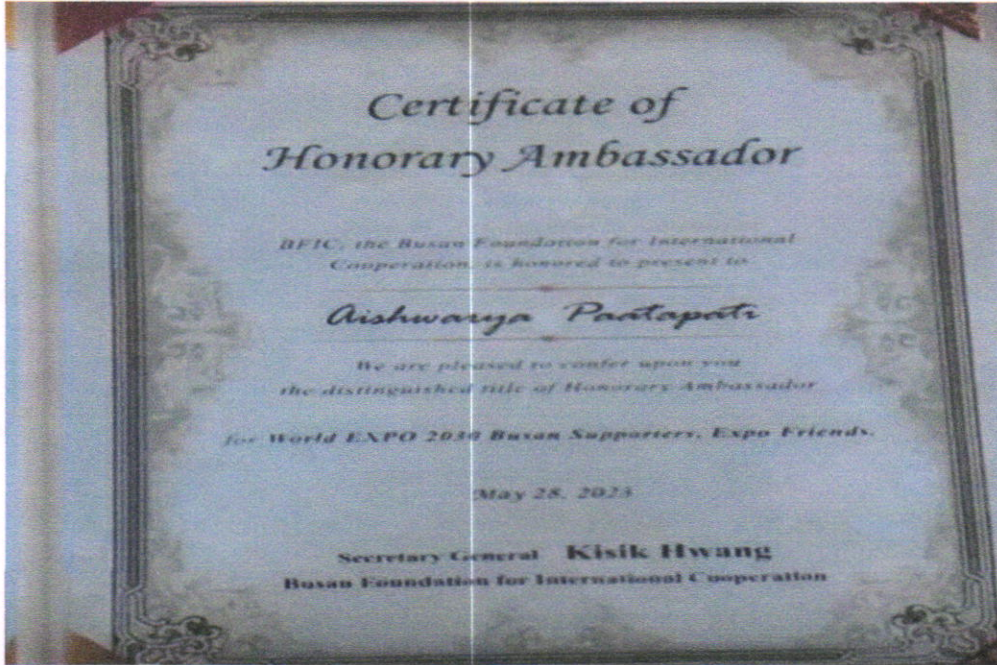 Certificate of
Honorary Ambassador
BFIC, the Busan Foundation for International
Cooperation, is honored to present to
Aishwarya Paatapati
We are pleased to confer upon you
the distinguished title of Honorary Ambassador
for World EXPO 2030 Busan Supporters, Expo Friends.
May 28, 2023
Secretary General Kisik Hwang
Busan Foundation for International Cooperation